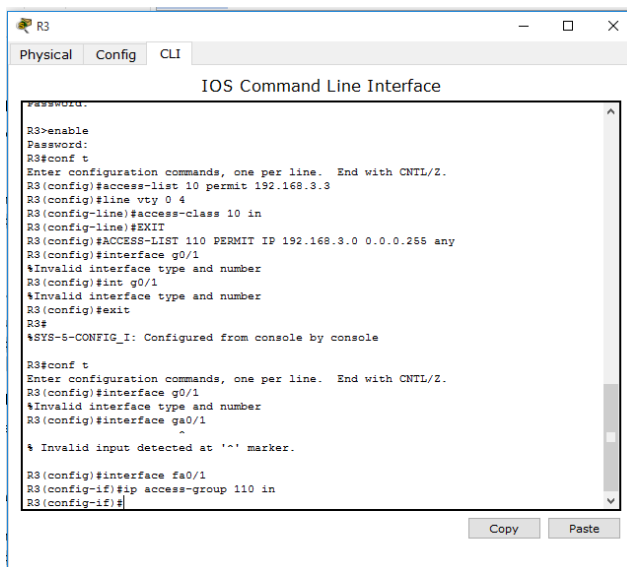 R3
Physical Config CLI
IOS Command Line Interface
Password:
R3>enable
Password:
R3#conf t
Enter configuration commands, one per line.  End with CNTL/Z.
R3(config)#access-list 10 permit 192.168.3.3
R3(config)#line vty 0 4
R3(config-line)#access-class 10 in
R3(config-line)#EXIT
R3(config)#ACCESS-LIST 110 PERMIT IP 192.168.3.0 0.0.0.255 any
R3(config)#interface g0/1
%Invalid interface type and number
R3(config)#int g0/1
%Invalid interface type and number
R3(config)#exit
R3#
%SYS-5-CONFIG_I: Configured from console by console
R3#conf t
Enter configuration commands, one per line.  End with CNTL/Z.
R3(config)#interface g0/1
%Invalid interface type and number
R3(config)#interface ga0/1
^
% Invalid input detected at '^' marker.
R3(config)#interface fa0/1
R3(config-if)#ip access-group 110 in
R3(config-if)#
Copy Paste